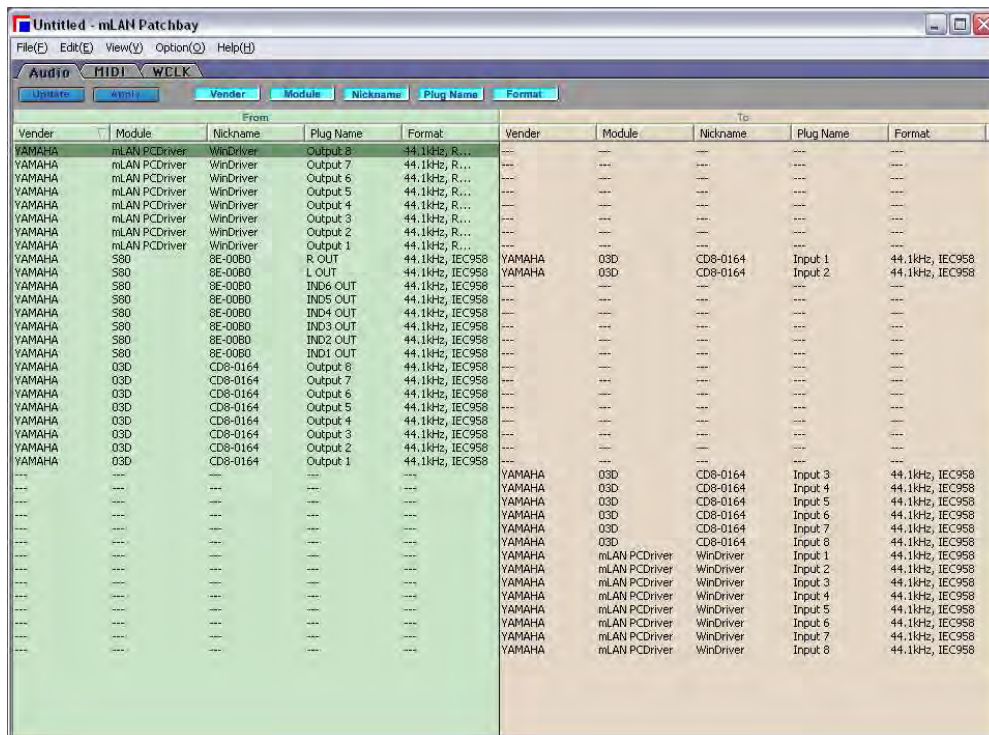 Untitled - mLAN Patchbay
File(F) Edit(E) View(V) Option(O) Help(H)
Audio MIDI WCLK
Update Apply Vender Module Nickname Plug Name Format
From To
Vender Module Nickname Plug Name Format Vender Module Nickname Plug Name Format
YAMAHA mLAN PCDriver WinDriver Output 8 44.1kHz, R... --- --- --- --- ---
YAMAHA mLAN PCDriver WinDriver Output 7 44.1kHz, R... --- --- --- --- ---
YAMAHA mLAN PCDriver WinDriver Output 6 44.1kHz, R... --- --- --- --- ---
YAMAHA mLAN PCDriver WinDriver Output 5 44.1kHz, R... --- --- --- --- ---
YAMAHA mLAN PCDriver WinDriver Output 4 44.1kHz, R... --- --- --- --- ---
YAMAHA mLAN PCDriver WinDriver Output 3 44.1kHz, R... --- --- --- --- ---
YAMAHA mLAN PCDriver WinDriver Output 2 44.1kHz, R... --- --- --- --- ---
YAMAHA mLAN PCDriver WinDriver Output 1 44.1kHz, R... --- --- --- --- ---
YAMAHA S80 8E-00B0 R OUT 44.1kHz, IEC958 YAMAHA 03D CD8-0164 Input 1 44.1kHz, IEC958
YAMAHA S80 8E-00B0 L OUT 44.1kHz, IEC958 YAMAHA 03D CD8-0164 Input 2 44.1kHz, IEC958
YAMAHA S80 8E-00B0 IND6 OUT 44.1kHz, IEC958 --- --- --- --- ---
YAMAHA S80 8E-00B0 IND5 OUT 44.1kHz, IEC958 --- --- --- --- ---
YAMAHA S80 8E-00B0 IND4 OUT 44.1kHz, IEC958 --- --- --- --- ---
YAMAHA S80 8E-00B0 IND3 OUT 44.1kHz, IEC958 --- --- --- --- ---
YAMAHA S80 8E-00B0 IND2 OUT 44.1kHz, IEC958 --- --- --- --- ---
YAMAHA S80 8E-00B0 IND1 OUT 44.1kHz, IEC958 --- --- --- --- ---
YAMAHA 03D CD8-0164 Output 8 44.1kHz, IEC958 --- --- --- --- ---
YAMAHA 03D CD8-0164 Output 7 44.1kHz, IEC958 --- --- --- --- ---
YAMAHA 03D CD8-0164 Output 6 44.1kHz, IEC958 --- --- --- --- ---
YAMAHA 03D CD8-0164 Output 5 44.1kHz, IEC958 --- --- --- --- ---
YAMAHA 03D CD8-0164 Output 4 44.1kHz, IEC958 --- --- --- --- ---
YAMAHA 03D CD8-0164 Output 3 44.1kHz, IEC958 --- --- --- --- ---
YAMAHA 03D CD8-0164 Output 2 44.1kHz, IEC958 --- --- --- --- ---
YAMAHA 03D CD8-0164 Output 1 44.1kHz, IEC958 --- --- --- --- ---
--- --- --- --- --- YAMAHA 03D CD8-0164 Input 3 44.1kHz, IEC958
--- --- --- --- --- YAMAHA 03D CD8-0164 Input 4 44.1kHz, IEC958
--- --- --- --- --- YAMAHA 03D CD8-0164 Input 5 44.1kHz, IEC958
--- --- --- --- --- YAMAHA 03D CD8-0164 Input 6 44.1kHz, IEC958
--- --- --- --- --- YAMAHA 03D CD8-0164 Input 7 44.1kHz, IEC958
--- --- --- --- --- YAMAHA 03D CD8-0164 Input 8 44.1kHz, IEC958
--- --- --- --- --- YAMAHA mLAN PCDriver WinDriver Input 1 44.1kHz, IEC958
--- --- --- --- --- YAMAHA mLAN PCDriver WinDriver Input 2 44.1kHz, IEC958
--- --- --- --- --- YAMAHA mLAN PCDriver WinDriver Input 3 44.1kHz, IEC958
--- --- --- --- --- YAMAHA mLAN PCDriver WinDriver Input 4 44.1kHz, IEC958
--- --- --- --- --- YAMAHA mLAN PCDriver WinDriver Input 5 44.1kHz, IEC958
--- --- --- --- --- YAMAHA mLAN PCDriver WinDriver Input 6 44.1kHz, IEC958
--- --- --- --- --- YAMAHA mLAN PCDriver WinDriver Input 7 44.1kHz, IEC958
--- --- --- --- --- YAMAHA mLAN PCDriver WinDriver Input 8 44.1kHz, IEC958